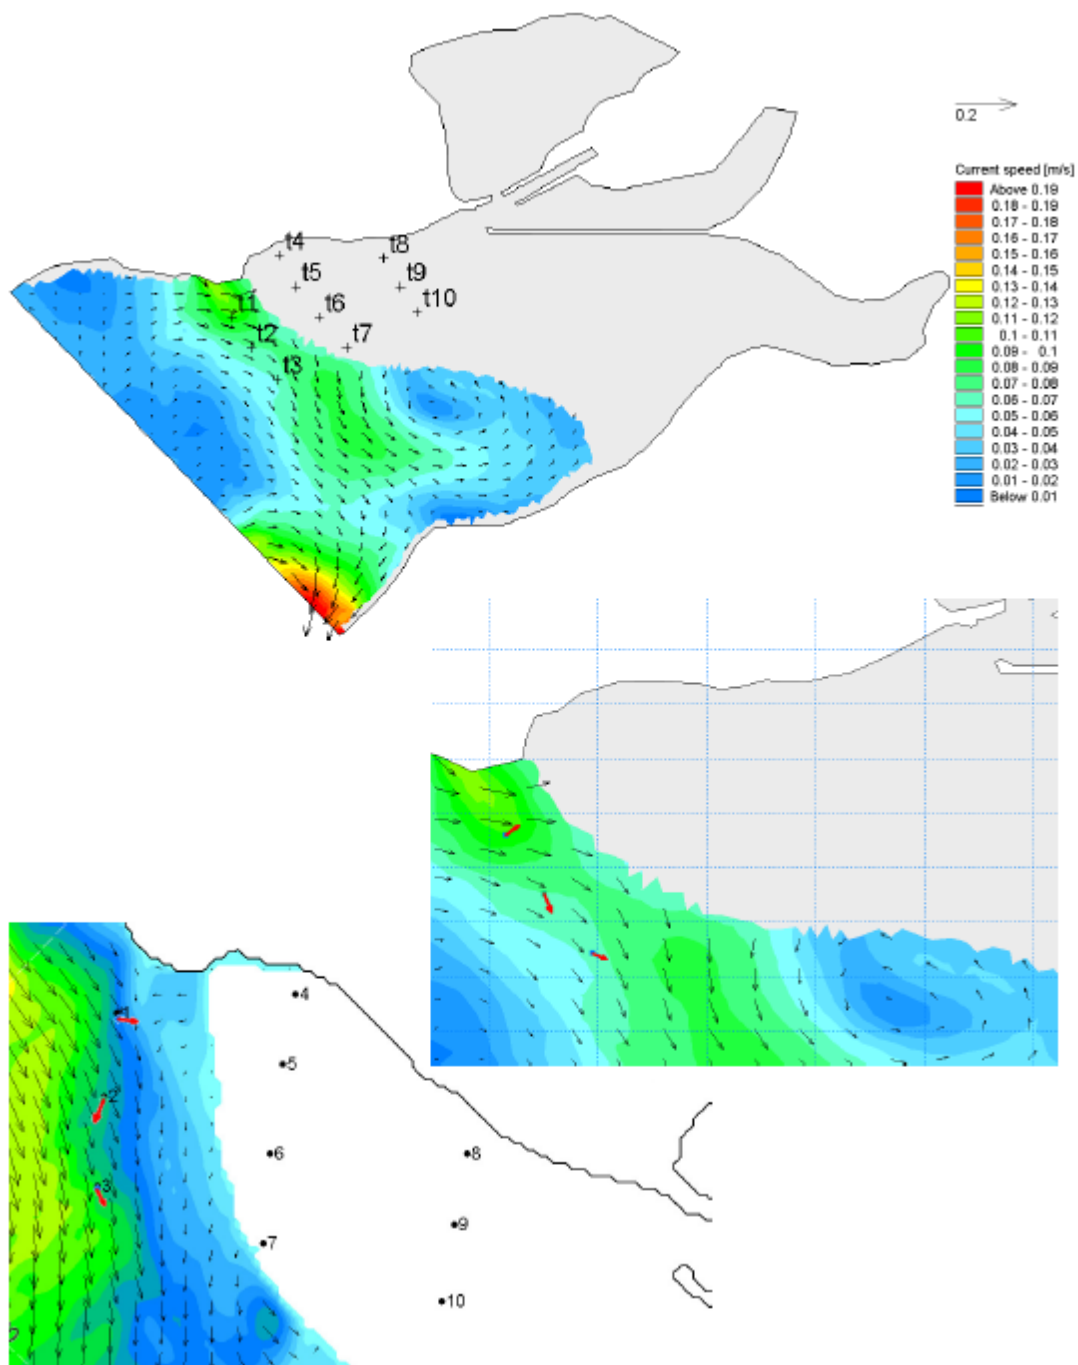 0.2
Current speed [m/s]
Above 0.19
0.18 - 0.19
0.17 - 0.18
0.16 - 0.17
0.15 - 0.16
0.14 - 0.15
0.13 - 0.14
0.12 - 0.13
0.11 - 0.12
0.1 - 0.11
0.09 - 0.1
0.08 - 0.09
0.07 - 0.08
0.06 - 0.07
0.05 - 0.06
0.04 - 0.05
0.03 - 0.04
0.02 - 0.03
0.01 - 0.02
Below 0.01
t4
t8
t5
t9
t1
t6
t10
t2
t7
t3
4
1
5
2
6
8
3
9
7
10